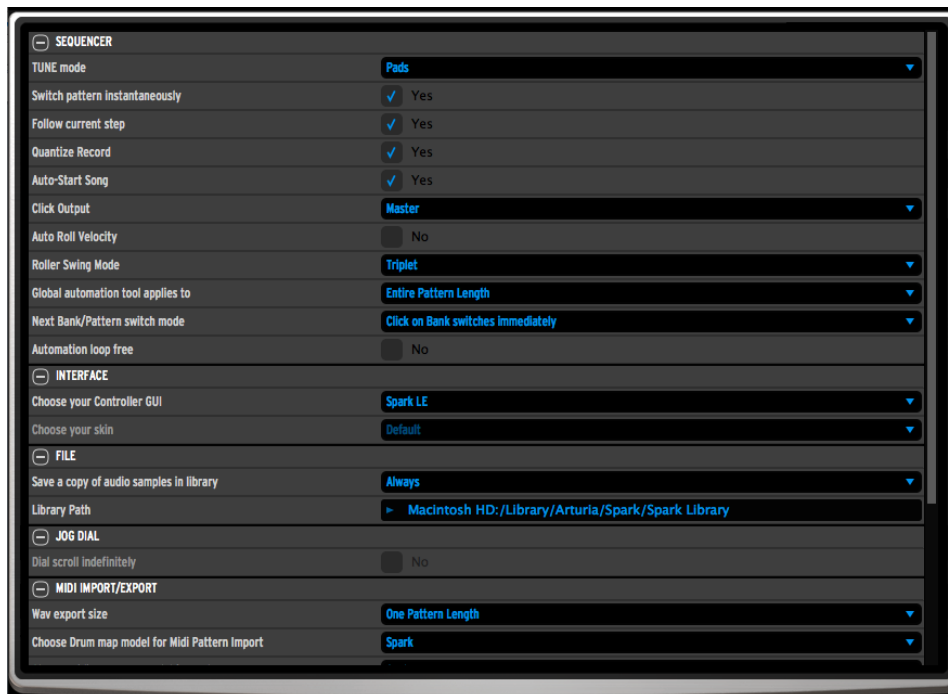 SEQUENCER
TUNE mode Pads
Switch pattern instantaneously Yes
Follow current step Yes
Quantize Record Yes
Auto-Start Song Yes
Click Output Master
Auto Roll Velocity No
Roller Swing Mode Triplet
Global automation tool applies to Entire Pattern Length
Next Bank/Pattern switch mode Click on Bank switches immediately
Automation loop free No
INTERFACE
Choose your Controller GUI Spark LE
Choose your skin Default
FILE
Save a copy of audio samples in library Always
Library Path Macintosh HD:/Library/Arturia/Spark/Spark Library
JOG DIAL
Dial scroll indefinitely No
MIDI IMPORT/EXPORT
Wav export size One Pattern Length
Choose Drum map model for Midi Pattern Import Spark